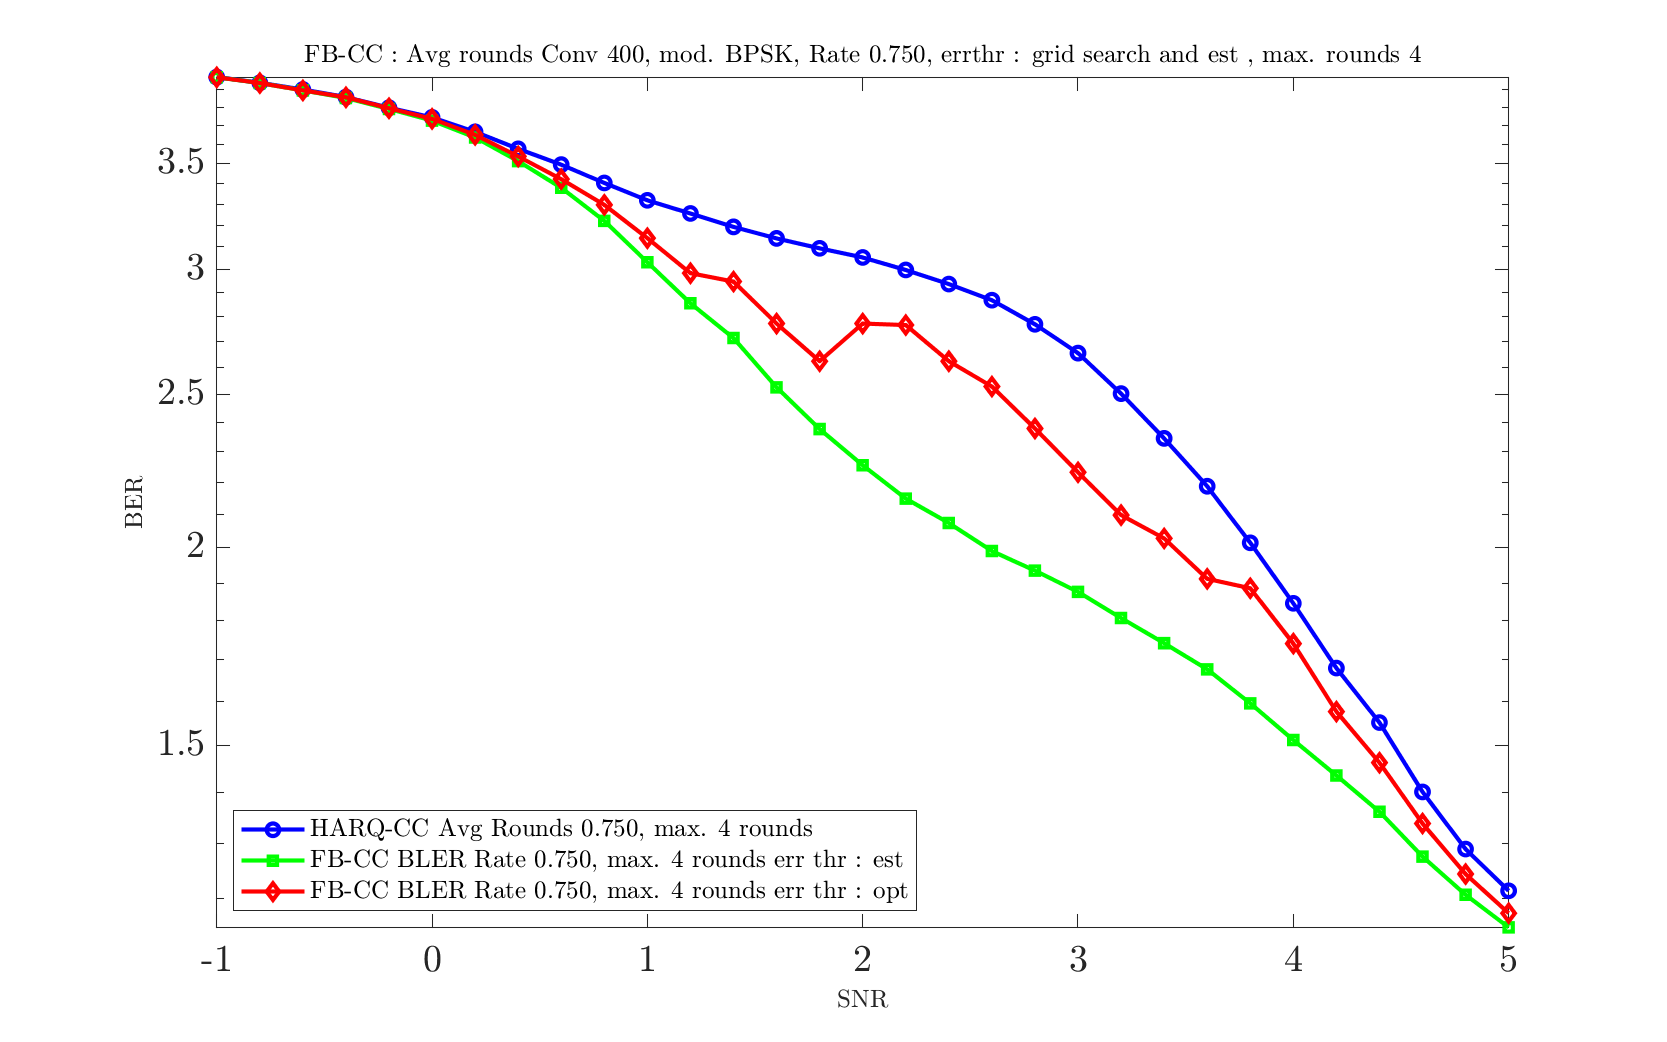 FB-CC : Avg rounds Conv 400, mod. BPSK, Rate 0.750, errthr : grid search and est , max. rounds 4
3.5
3
2.5
2
1.5
BER
HARQ-CC Avg Rounds 0.750, max. 4 rounds
FB-CC BLER Rate 0.750, max. 4 rounds err thr : est
FB-CC BLER Rate 0.750, max. 4 rounds err thr : opt
-1 0 1 2 3 4 5
SNR